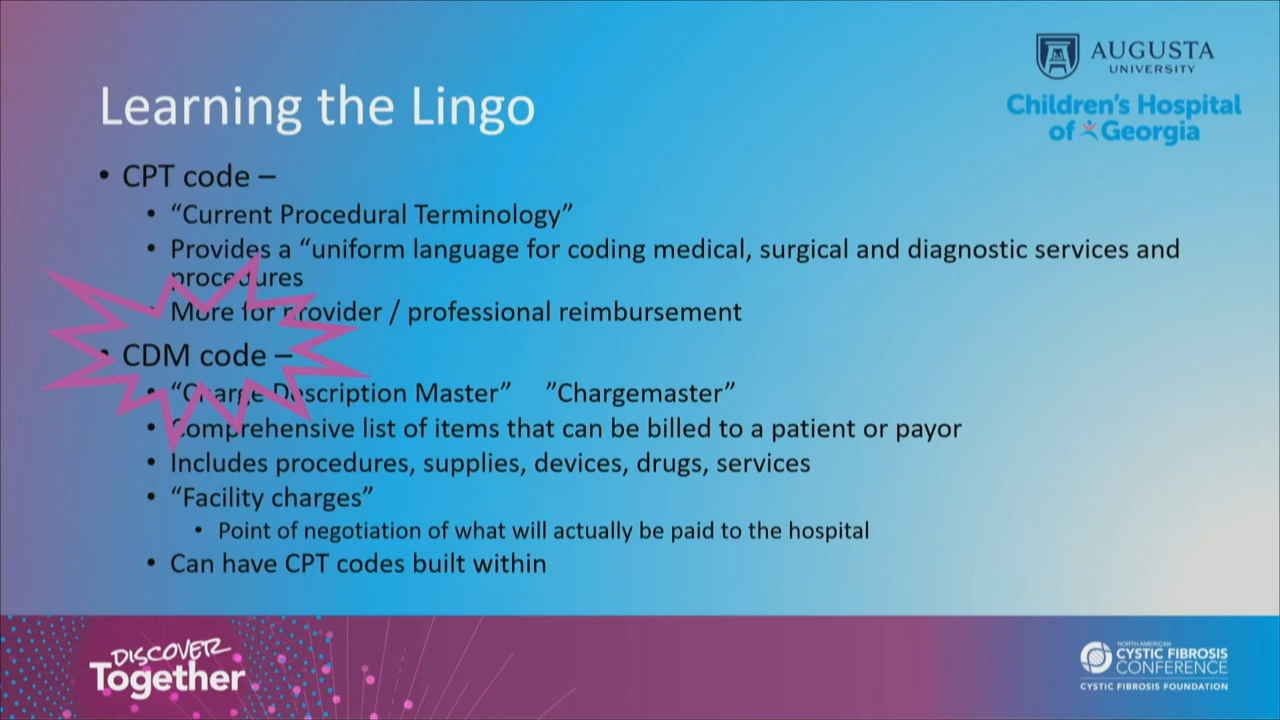 AUGUSTA
UNIVERSITY
Children's Hospital
of Georgia
Learning the Lingo
• CPT code –
• “Current Procedural Terminology”
• Provides a “uniform language for coding medical, surgical and diagnostic services and
procedures
• More for provider / professional reimbursement
• CDM code –
• “Charge Description Master” ”Chargemaster”
• Comprehensive list of items that can be billed to a patient or payor
• Includes procedures, supplies, devices, drugs, services
• “Facility charges”
• Point of negotiation of what will actually be paid to the hospital
• Can have CPT codes built within
DISCOVER
Together
NORTH AMERICAN
CYSTIC FIBROSIS
CONFERENCE
CYSTIC FIBROSIS FOUNDATION